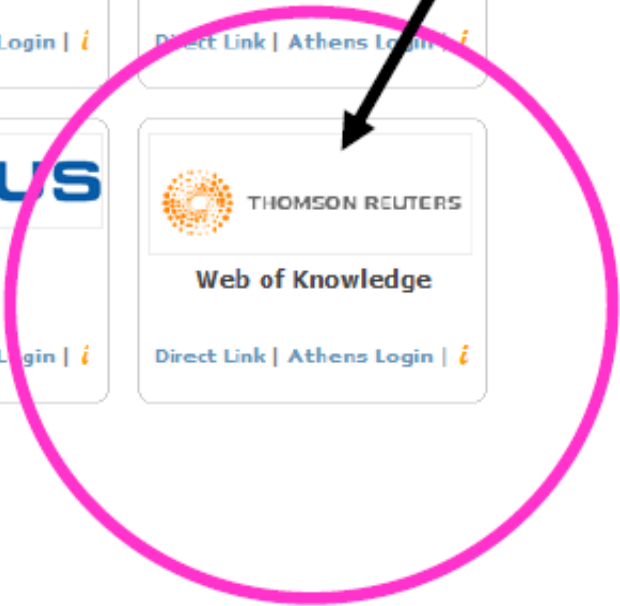 Login | i
Direct Link | Athens Login | i
US
THOMSON REUTERS
Web of Knowledge
Login | i
Direct Link | Athens Login | i